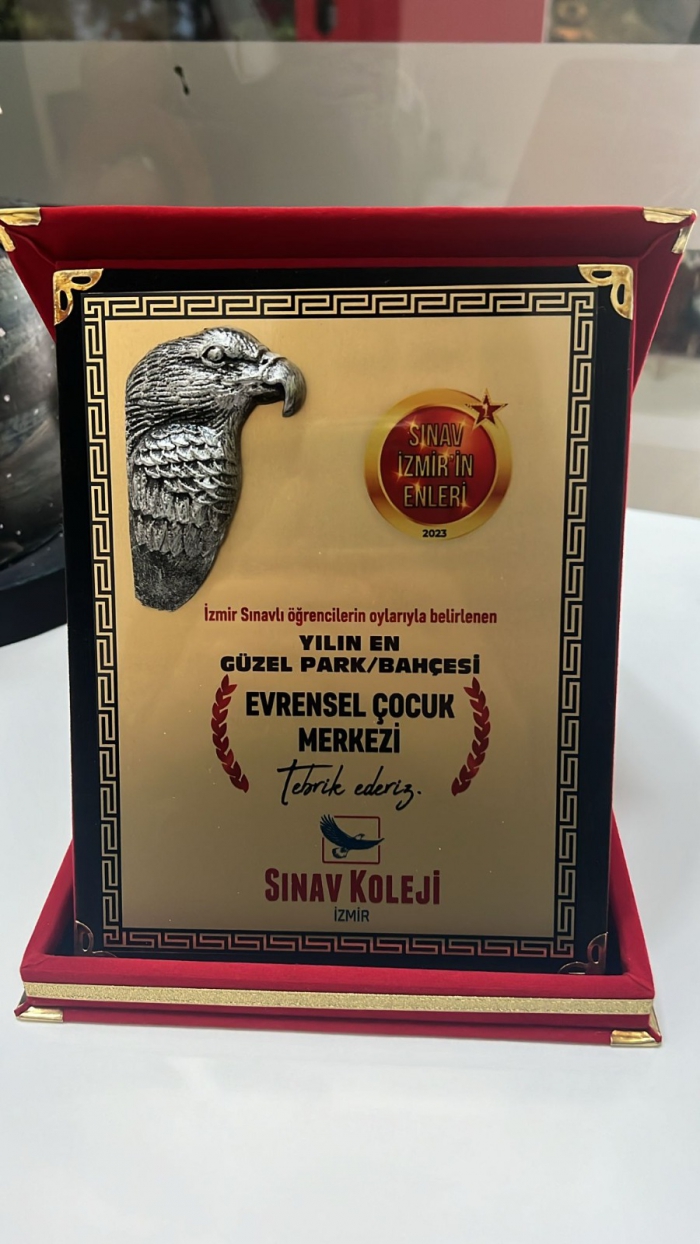 SINAV
İZMİR'İN
ENLERİ
2023
İzmir Sınavlı öğrencilerin oylarıyla belirlenen
YILIN EN
GÜZEL PARK/BAHÇESİ
EVRENSEL ÇOCUK
MERKEZİ
Tebrik ederiz.
SINAV KOLEJİ
İZMİR